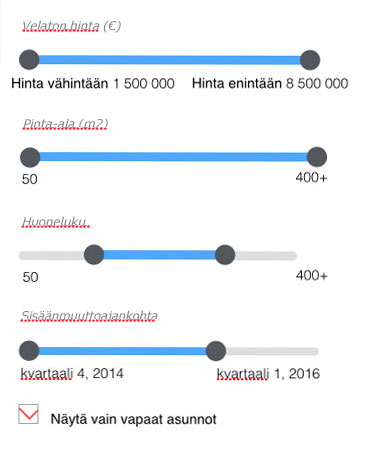 Velaton hinta (€)
Hinta vähintään 1 500 000 Hinta enintään 8 500 000
Pinta-ala (m2)
50 400+
Huoneluku
50 400+
Sisäänmuuttoajankohta
kvartaali 4, 2014 kvartaali 1, 2016
Näytä vain vapaat asunnot